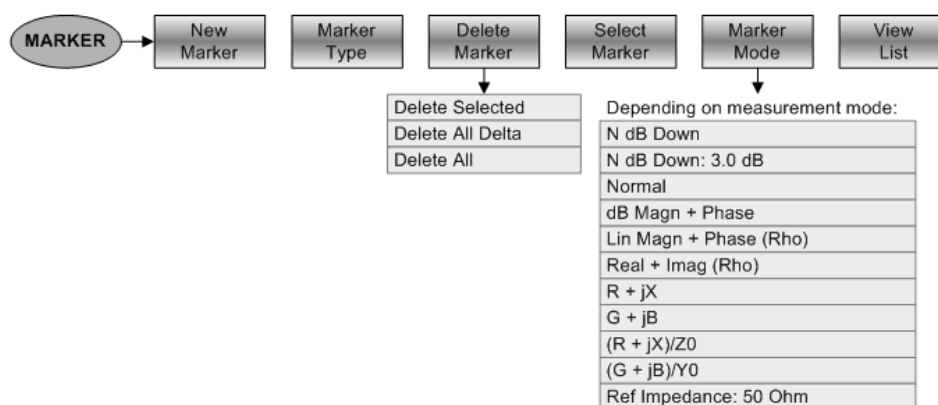 MARKER
New
Marker
Marker
Type
Delete
Marker
Select
Marker
Marker
Mode
View
List
Delete Selected
Delete All Delta
Delete All
Depending on measurement mode:
N dB Down
N dB Down: 3.0 dB
Normal
dB Magn + Phase
Lin Magn + Phase (Rho)
Real + Imag (Rho)
R + jX
G + jB
(R + jX)/Z0
(G + jB)/Y0
Ref Impedance: 50 Ohm